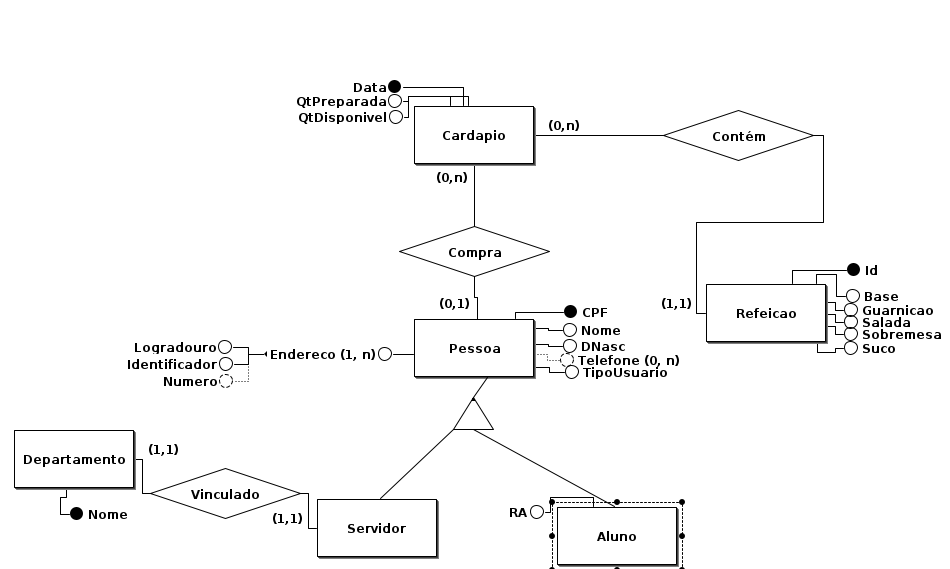 Data
QtPreparada
QtDisponivel
Cardapio
(0,n)
Contém
(0,n)
Compra
(0,1)
(1,1)
Id
Base
Guarnicao
Salada
Sobremesa
Suco
Refeicao
CPF
Nome
DNasc
Telefone (0, n)
TipoUsuario
Pessoa
Endereco (1, n)
Logradouro
Identificador
Numero
Departamento
(1,1)
Vinculado
(1,1)
Nome
Servidor
RA
Aluno